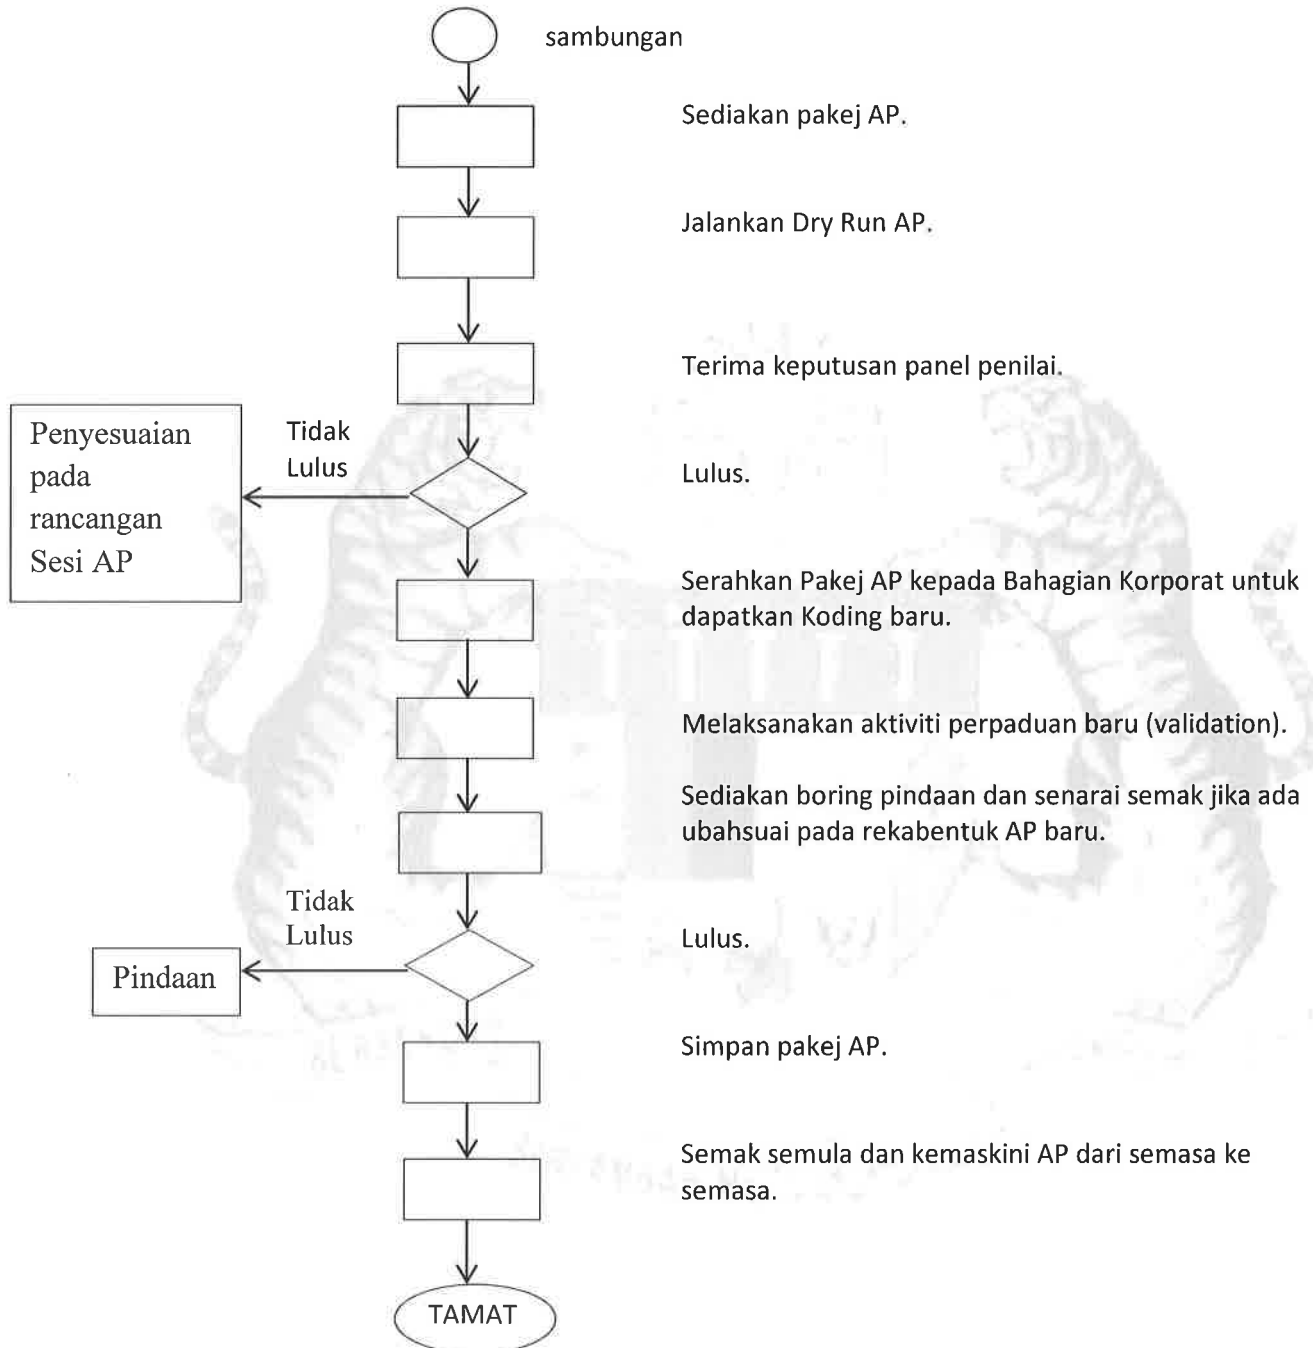 sambungan
Sediakan pakej AP.
Jalankan Dry Run AP.
Terima keputusan panel penilai.
Penyesuaian
pada
rancangan
Sesi AP
Tidak
Lulus
Lulus.
Serahkan Pakej AP kepada Bahagian Korporat untuk
dapatkan Koding baru.
Melaksanakan aktiviti perpaduan baru (validation).
Sediakan boring pindaan dan senarai semak jika ada
ubahsuai pada rekabentuk AP baru.
Tidak
Lulus
Lulus.
Pindaan
Simpan pakej AP.
Semak semula dan kemaskini AP dari semasa ke
semasa.
TAMAT